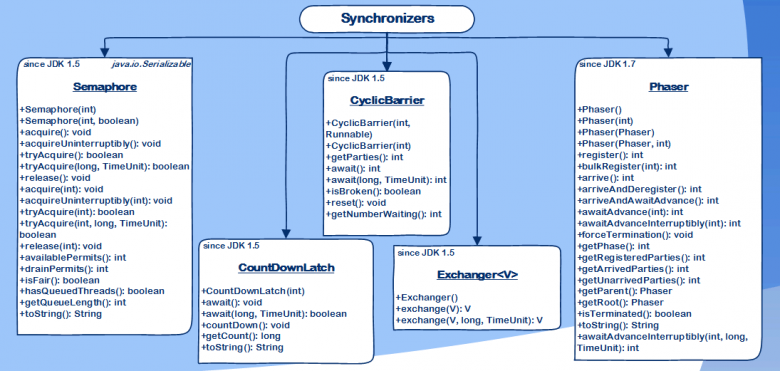 Synchronizers
since JDK 1.5 java.io.Serializable
Semaphore
+Semaphore(int)
+Semaphore(int, boolean)
+acquire(): void
+acquireUninterruptibly(): void
+tryAcquire(): boolean
+tryAcquire(long, TimeUnit): boolean
+release(): void
+acquire(int): void
+acquireUninterruptibly(int): void
+tryAcquire(int): boolean
+tryAcquire(int, long, TimeUnit):
boolean
+release(int): void
+availablePermits(): int
+drainPermits(): int
+isFair(): boolean
+hasQueuedThreads(): boolean
+getQueueLength(): int
+toString(): String
since JDK 1.5
CountDownLatch
+CountDownLatch(int)
+await(): void
+await(long, TimeUnit): boolean
+countDown(): void
+getCount(): long
+toString(): String
since JDK 1.5
CyclicBarrier
+CyclicBarrier(int,
Runnable)
+CyclicBarrier(int)
+getParties(): int
+await(): int
+await(long, TimeUnit): int
+isBroken(): boolean
+reset(): void
+getNumberWaiting(): int
since JDK 1.5
Exchanger<V>
+Exchanger()
+exchange(V): V
+exchange(V, long, TimeUnit): V
since JDK 1.7
Phaser
+Phaser()
+Phaser(int)
+Phaser(Phaser)
+Phaser(Phaser, int)
+register(): int
+bulkRegister(int): int
+arrive(): int
+arriveAndDeregister(): int
+arriveAndAwaitAdvance(): int
+awaitAdvance(int): int
+awaitAdvanceInterruptibly(int): int
+forceTermination(): void
+getPhase(): int
+getRegisteredParties(): int
+getArrivedParties(): int
+getUnarrivedParties(): int
+getParent(): Phaser
+getRoot(): Phaser
+isTerminated(): boolean
+toString(): String
+awaitAdvanceInterruptibly(int, long,
TimeUnit): int